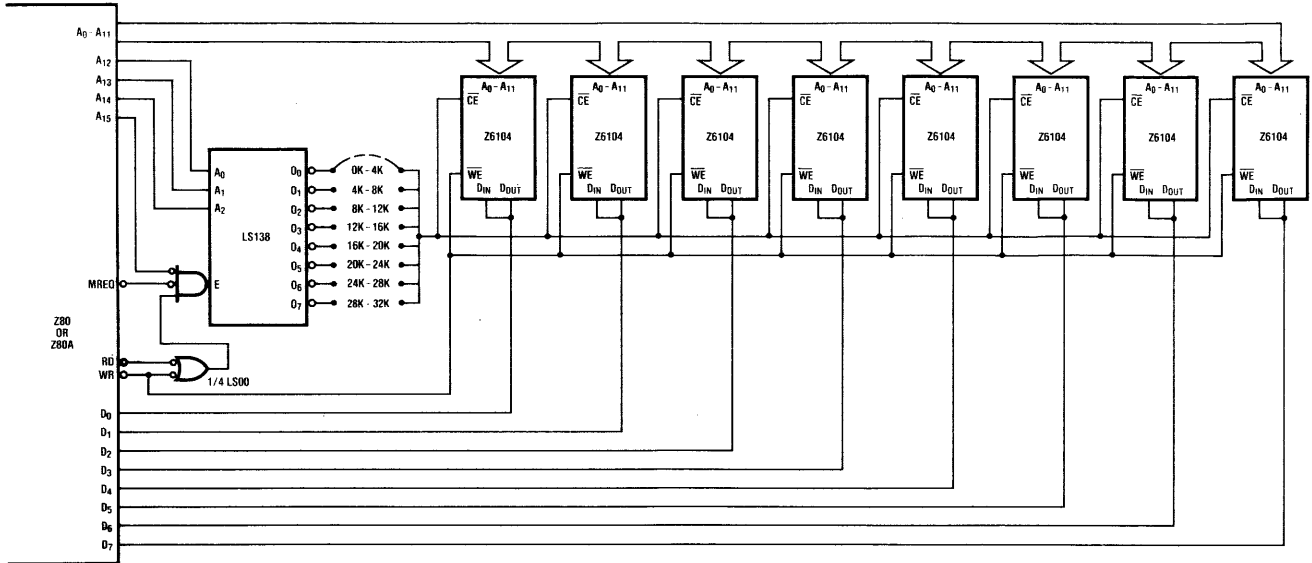 A0 - A11
A12
A13
A14
A15
MREQ
Z80
OR
Z80A
RD
WR
D0
D1
D2
D3
D4
D5
D6
D7
A0
A1
A2
LS138
E
1/4 LS00
O0 0K - 4K
O1 4K - 8K
O2 8K - 12K
O3 12K - 16K
O4 16K - 20K
O5 20K - 24K
O6 24K - 28K
O7 28K - 32K
A0 - A11
CE
Z6104
WE
DIN DOUT
A0 - A11
CE
Z6104
WE
DIN DOUT
A0 - A11
CE
Z6104
WE
DIN DOUT
A0 - A11
CE
Z6104
WE
DIN DOUT
A0 - A11
CE
Z6104
WE
DIN DOUT
A0 - A11
CE
Z6104
WE
DIN DOUT
A0 - A11
CE
Z6104
WE
DIN DOUT
A0 - A11
CE
Z6104
WE
DIN DOUT